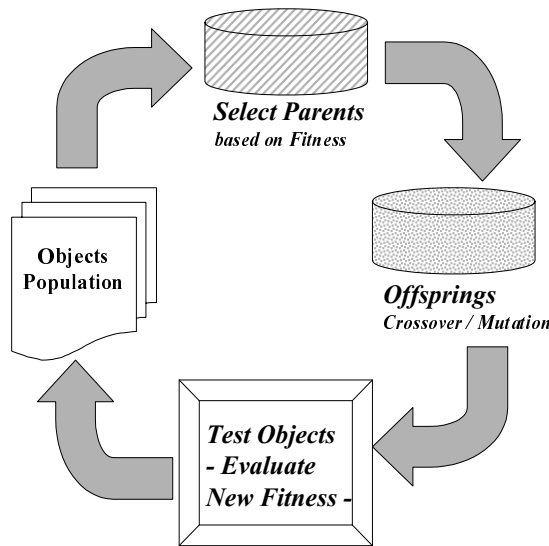 Select Parents
based on Fitness
Objects
Population
Offsprings
Crossover / Mutation
Test Objects
- Evaluate
New Fitness -